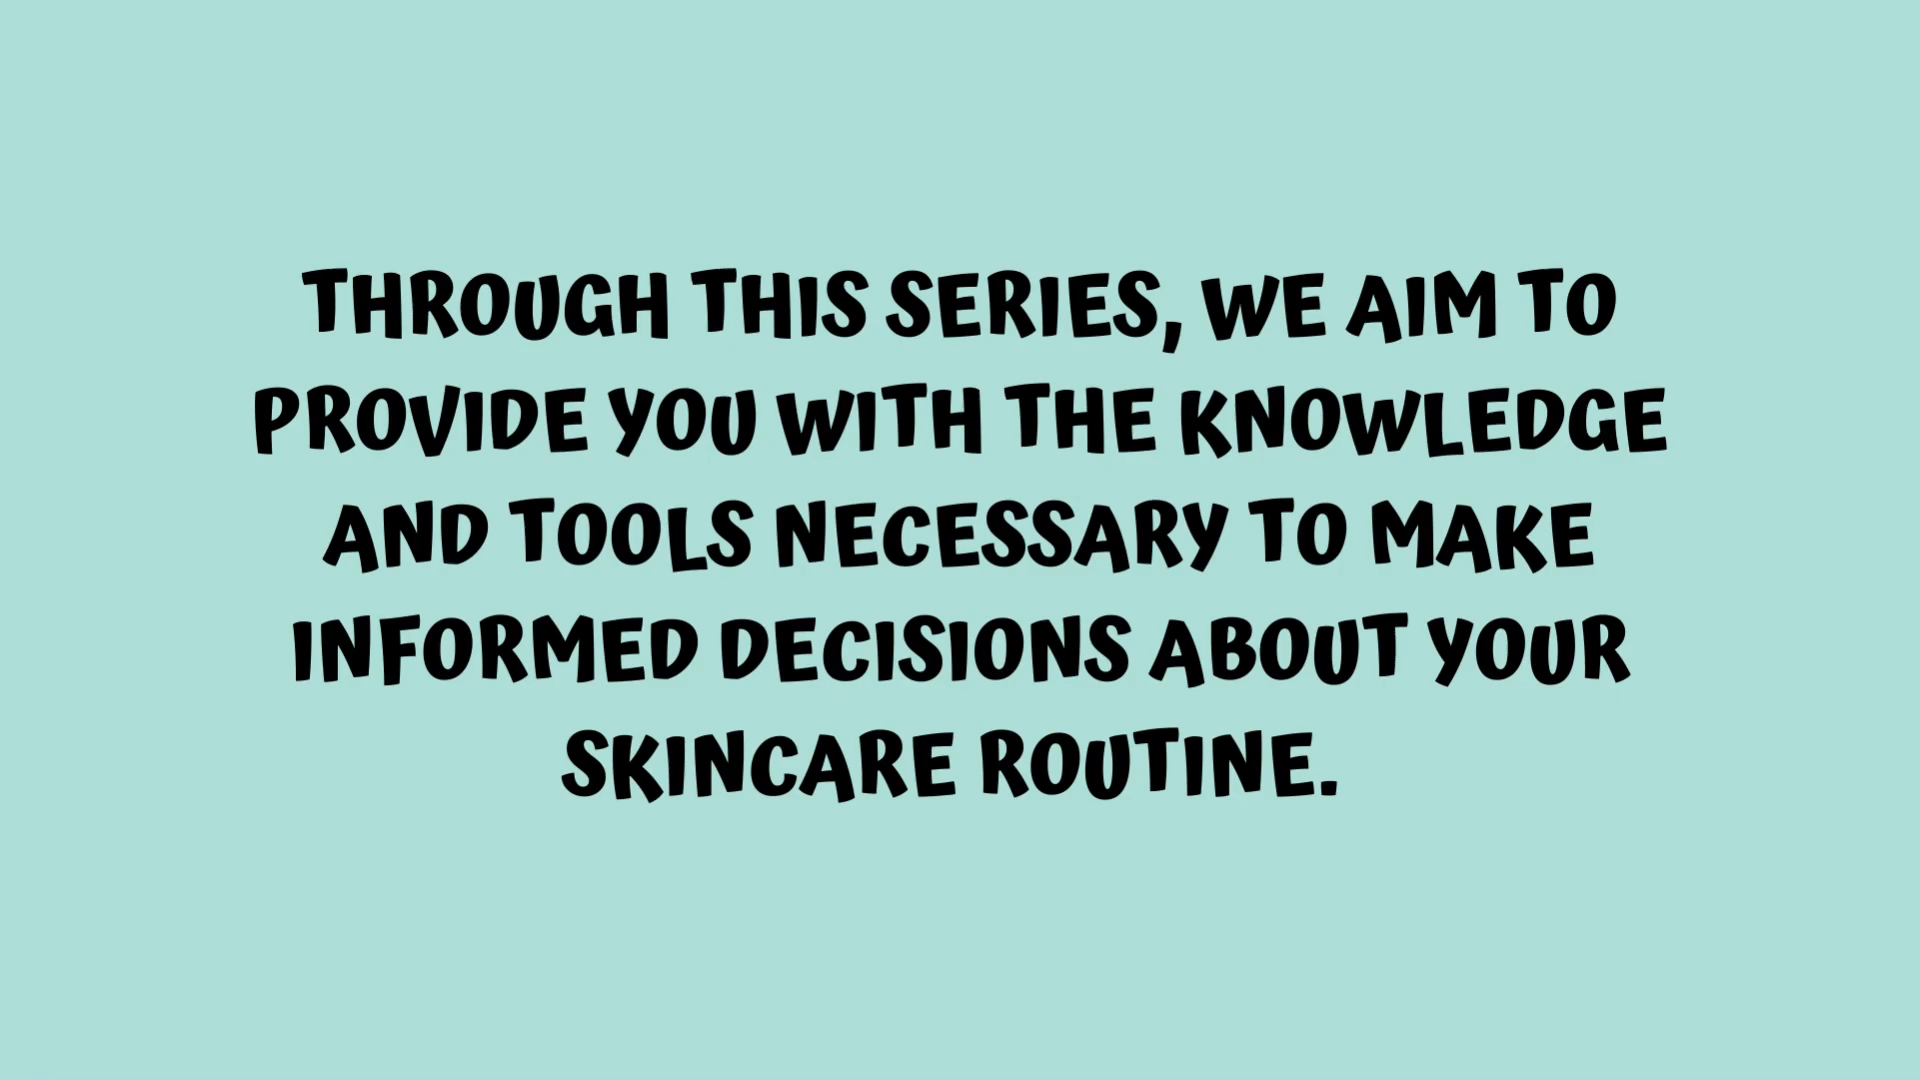 THROUGH THIS SERIES, WE AIM TO
PROVIDE YOU WITH THE KNOWLEDGE
AND TOOLS NECESSARY TO MAKE
INFORMED DECISIONS ABOUT YOUR
SKINCARE ROUTINE.